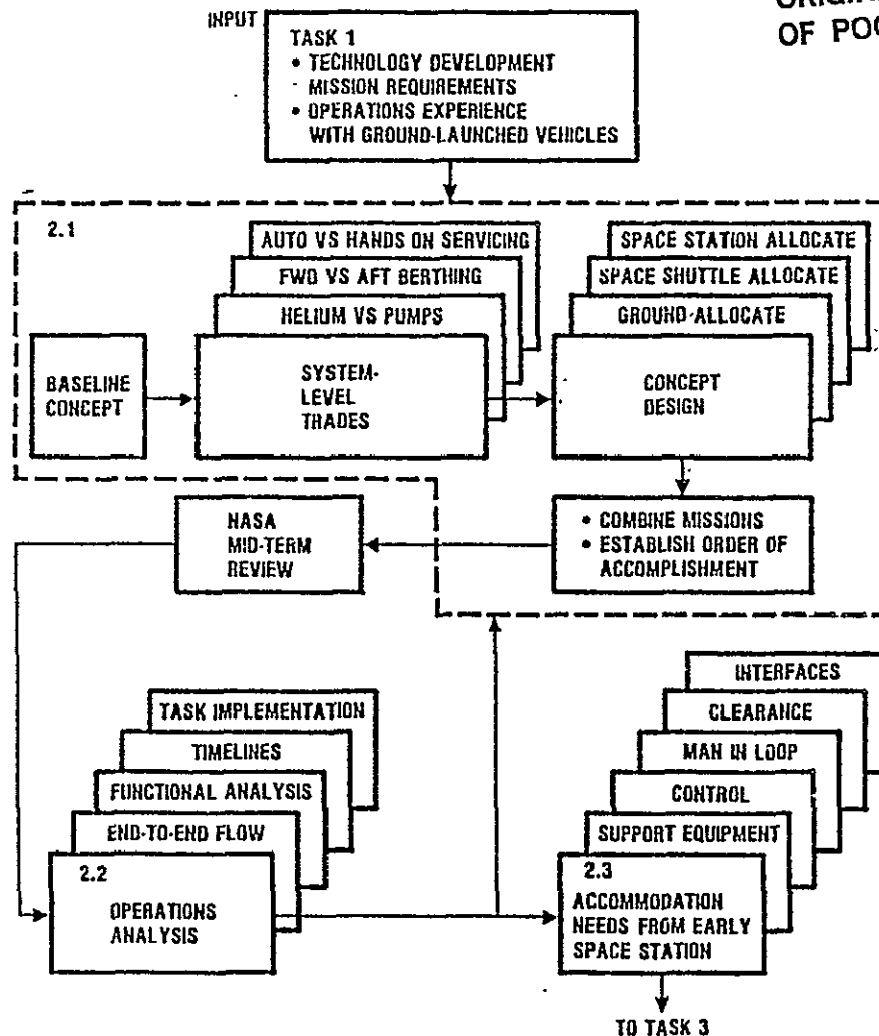 ORIGINA
OF POO
INPUT
TASK 1
• TECHNOLOGY DEVELOPMENT
- MISSION REQUIREMENTS
• OPERATIONS EXPERIENCE
WITH GROUND-LAUNCHED VEHICLES
2.1
AUTO VS HANDS ON SERVICING
FWD VS AFT BERTHING
HELIUM VS PUMPS
SYSTEM-
LEVEL
TRADES
SPACE STATION ALLOCATE
SPACE SHUTTLE ALLOCATE
GROUND ALLOCATE
CONCEPT
DESIGN
BASELINE
CONCEPT
NASA
MID-TERM
REVIEW
• COMBINE MISSIONS
• ESTABLISH ORDER OF
ACCOMPLISHMENT
TASK IMPLEMENTATION
TIMELINES
FUNCTIONAL ANALYSIS
END-TO-END FLOW
2.2
OPERATIONS
ANALYSIS
INTERFACES
CLEARANCE
MAN IN LOOP
CONTROL
SUPPORT EQUIPMENT
2.3
ACCOMMODATION
NEEDS FROM EARLY
SPACE STATION
TO TASK 3